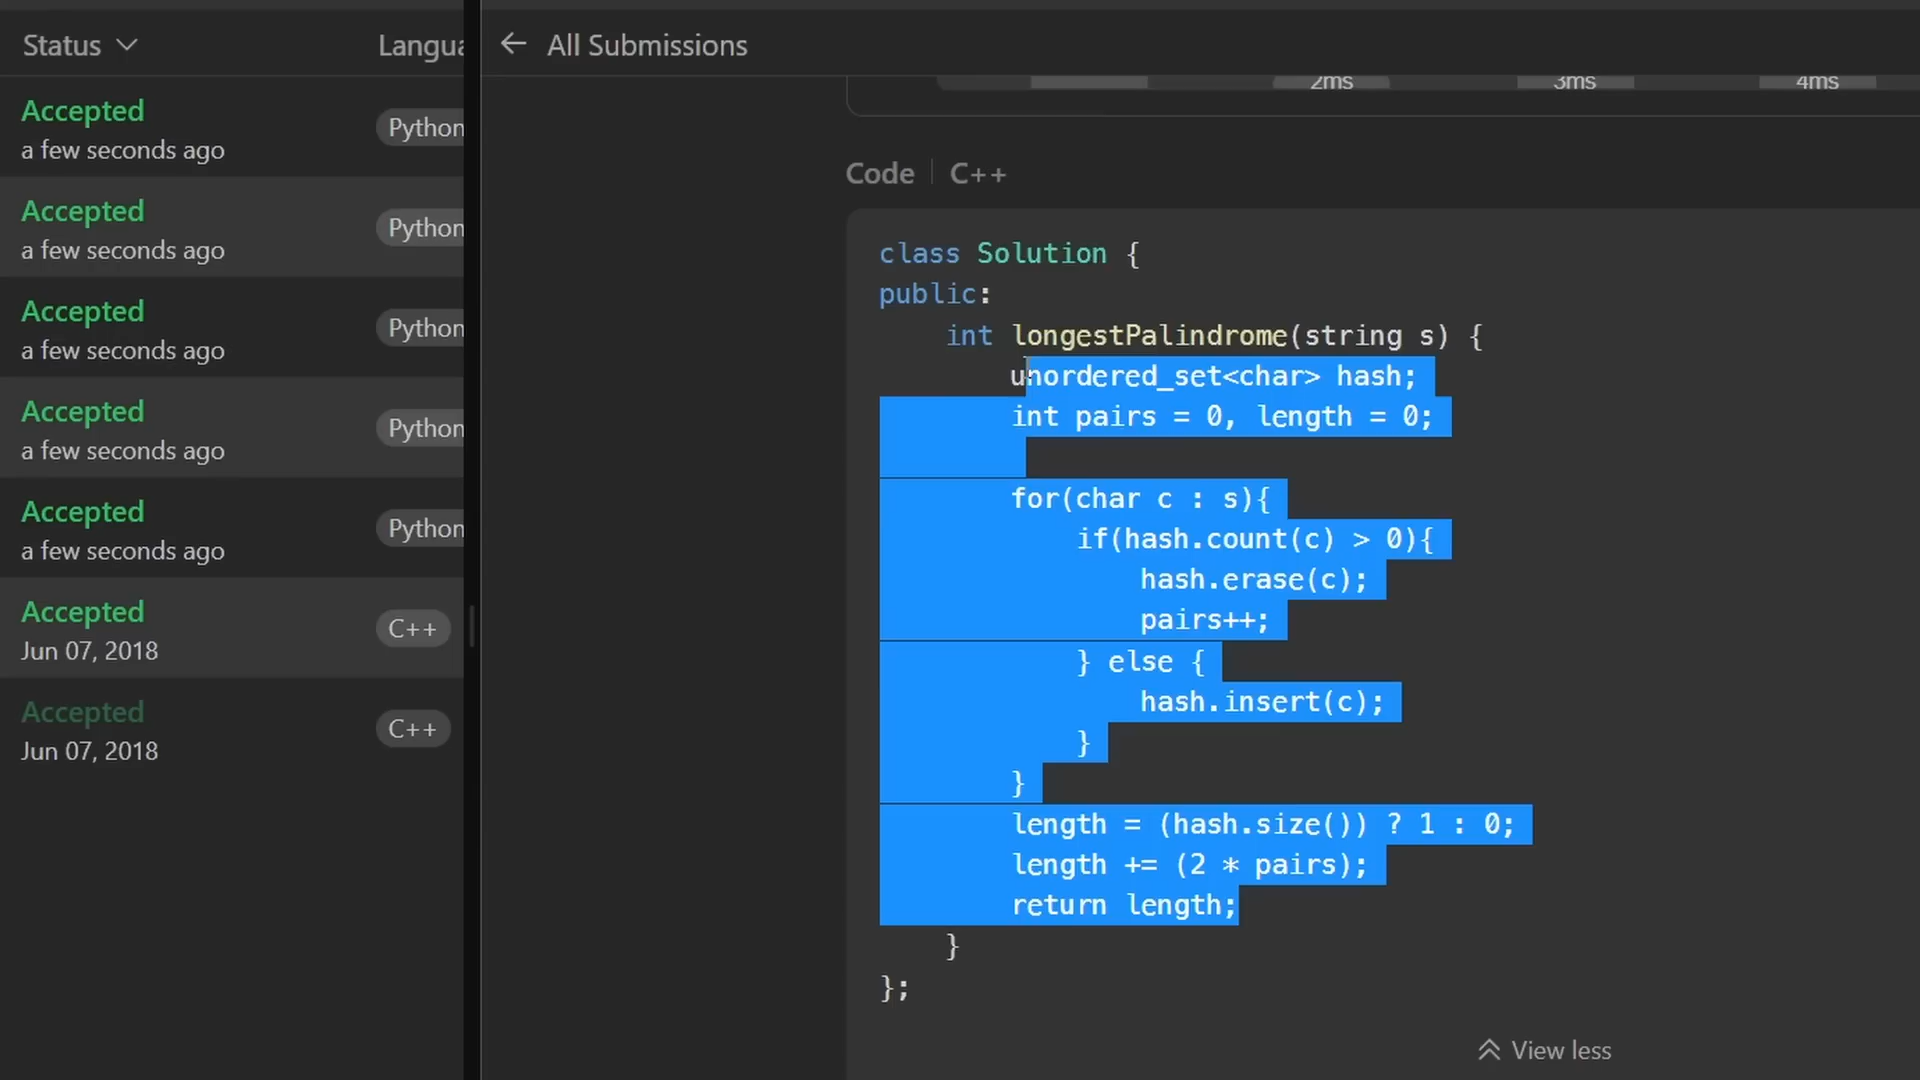 Status
Langua
Accepted
a few seconds ago
Python
Accepted
a few seconds ago
Python
Accepted
a few seconds ago
Python
Accepted
a few seconds ago
Python
Accepted
a few seconds ago
Python
Accepted
Jun 07, 2018
C++
Accepted
Jun 07, 2018
C++
← All Submissions
2ms 3ms 4ms
Code | C++
class Solution {
public:
    int longestPalindrome(string s) {
        unordered_set<char> hash;
        int pairs = 0, length = 0;
        for(char c : s){
            if(hash.count(c) > 0){
                hash.erase(c);
                pairs++;
            } else {
                hash.insert(c);
            }
        }
        length = (hash.size()) ? 1 : 0;
        length += (2 * pairs);
        return length;
    }
};
View less